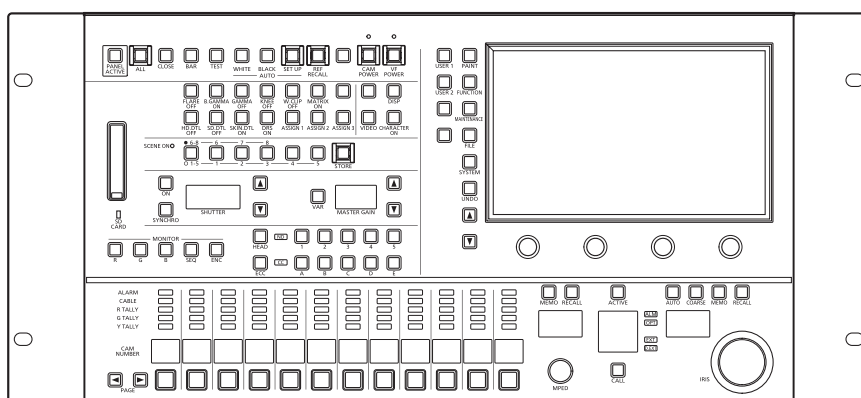 PANEL ACTIVE
ALL
CLOSE
BAR
TEST
WHITE
BLACK
AUTO
SET UP
REF RECALL
CAM POWER
VF POWER
USER 1
PAINT
USER 2
FUNCTION
MAINTENANCE
FILE
SYSTEM
UNDO
FLARE OFF
B.GAMMA ON
GAMMA OFF
KNEE OFF
W.CLIP OFF
MATRIX ON
DISP
HD.DTL OFF
SD.DTL OFF
SKIN.DTL ON
DRS ON
ASSIGN 1
ASSIGN 2
ASSIGN 3
VIDEO
CHARACTER ON
SCENE ON
6-8
6
7
8
1-5
1
2
3
4
5
STORE
SD CARD
ON
SYNCHRO
SHUTTER
VAR
MASTER GAIN
MONITOR
R
G
B
SEQ
ENC
HEAD
ND
1
2
3
4
5
ECC
CC
A
B
C
D
E
ALARM
CABLE
R TALLY
G TALLY
Y TALLY
CAM NUMBER
PAGE
MEMO
RECALL
ACTIVE
AUTO
COARSE
MEMO
RECALL
ALM
OPT
EXT
MPED
CALL
IRIS